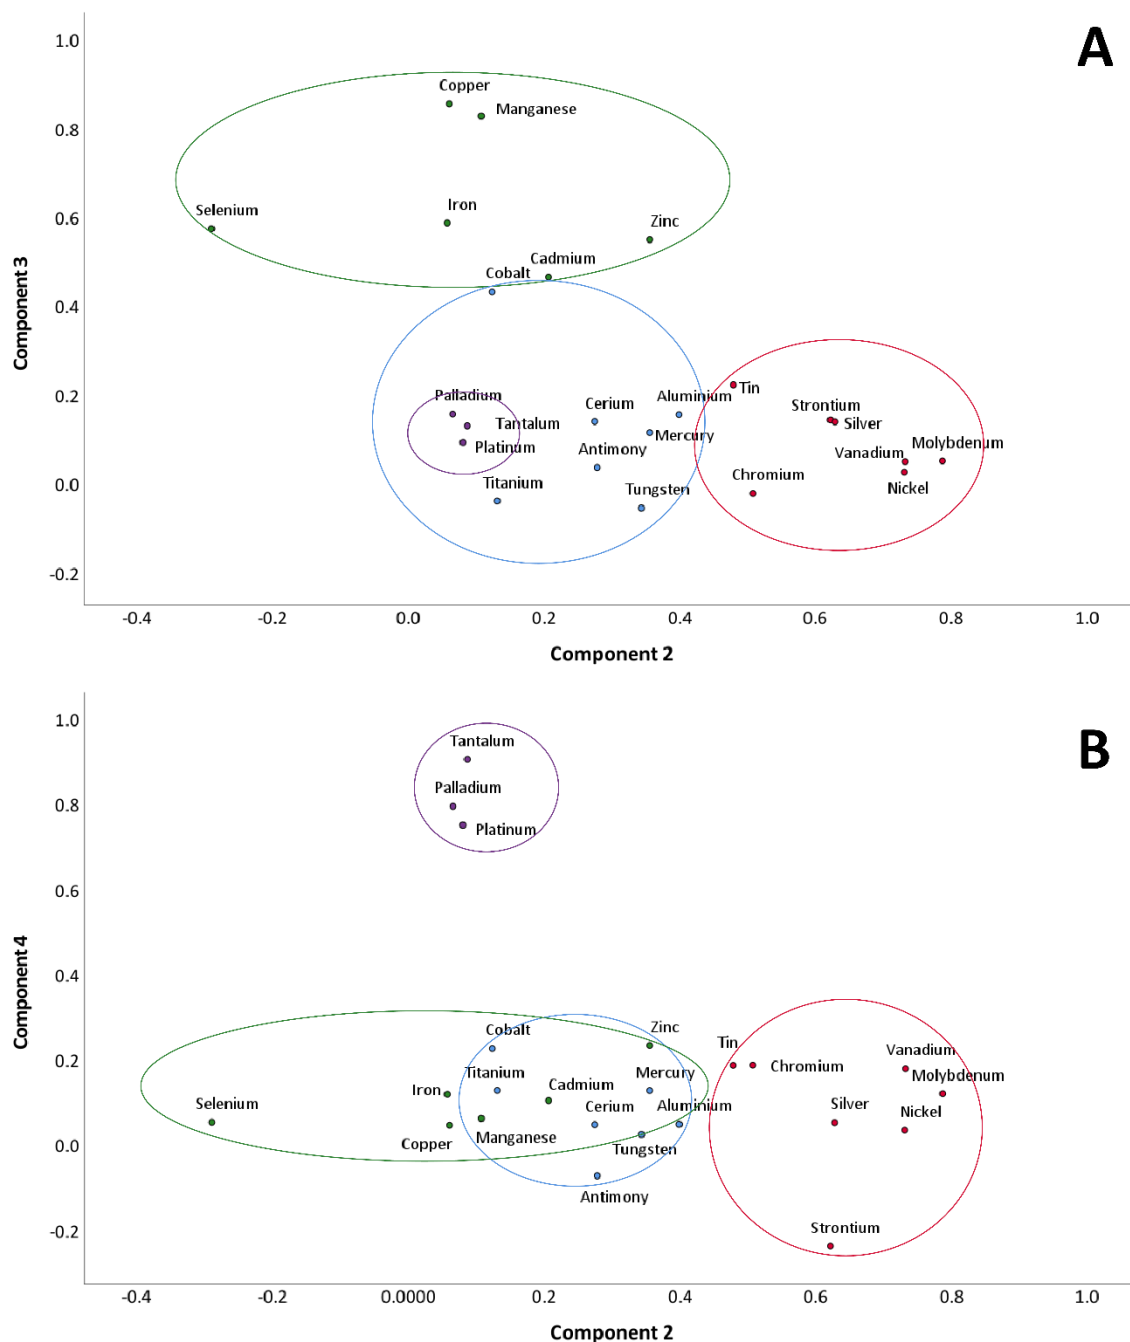 A
1.0
Copper
Manganese
0.8
Selenium
Iron
Zinc
0.6
Cobalt
Cadmium
0.4
Component 3
Palladium
Tantalum
Platinum
Cerium
Aluminium
Mercury
Antimony
Titanium
Tungsten
Tin
Strontium
Silver
Vanadium
Molybdenum
Nickel
Chromium
0.2
0.0
-0.2
-0.4 -0.2 0.0 0.2 0.4 0.6 0.8 1.0
Component 2
B
1.0
Tantalum
Palladium
Platinum
0.8
0.6
Component 4
0.4
Cobalt
Zinc
Tin
Chromium
Vanadium
Molybdenum
0.2
Titanium
Mercury
Iron
Cadmium
Selenium
Cerium
Aluminium
Silver
Nickel
Copper
Manganese
Tungsten
0.0
Antimony
Strontium
-0.2
-0.4 -0.2 0.0000 0.2 0.4 0.6 0.8 1.0
Component 2